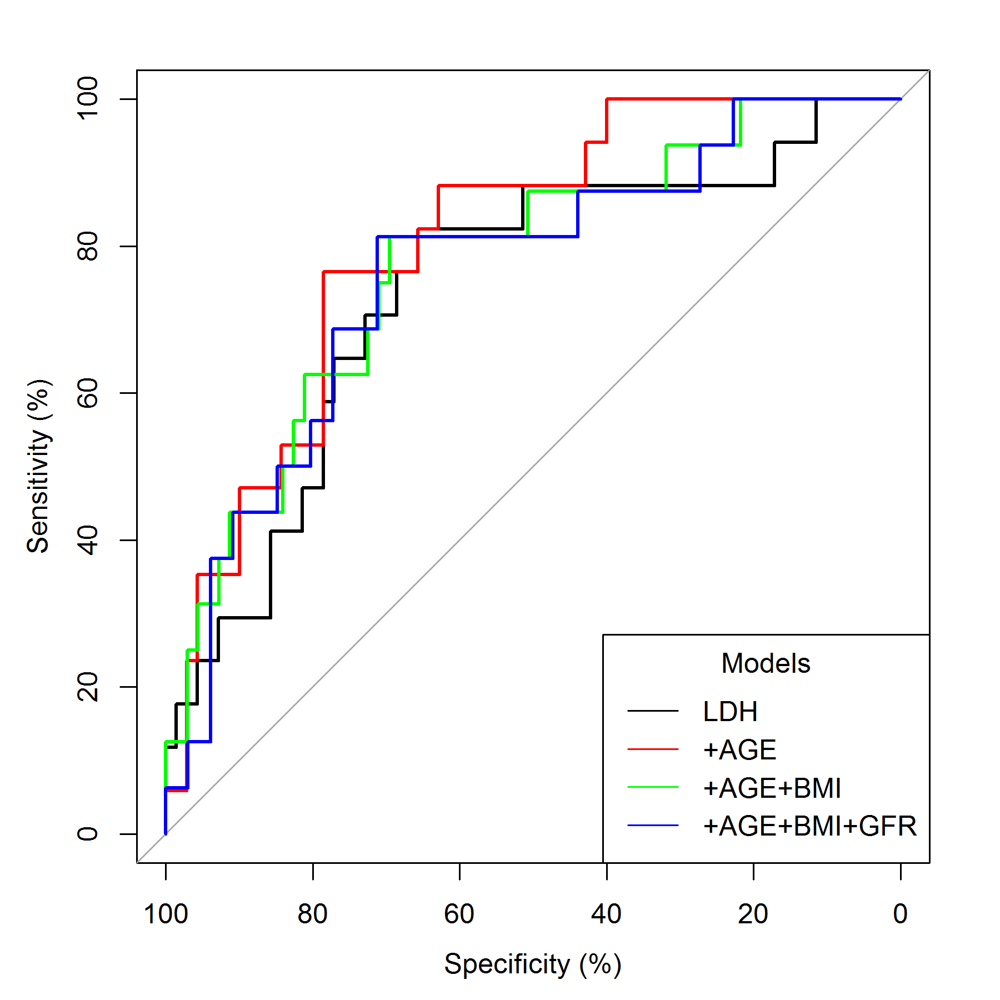 100
80
60
40
20
0
Sensitivity (%)
Models
LDH
+AGE
+AGE+BMI
+AGE+BMI+GFR
100 80 60 40 20 0
Specificity (%)